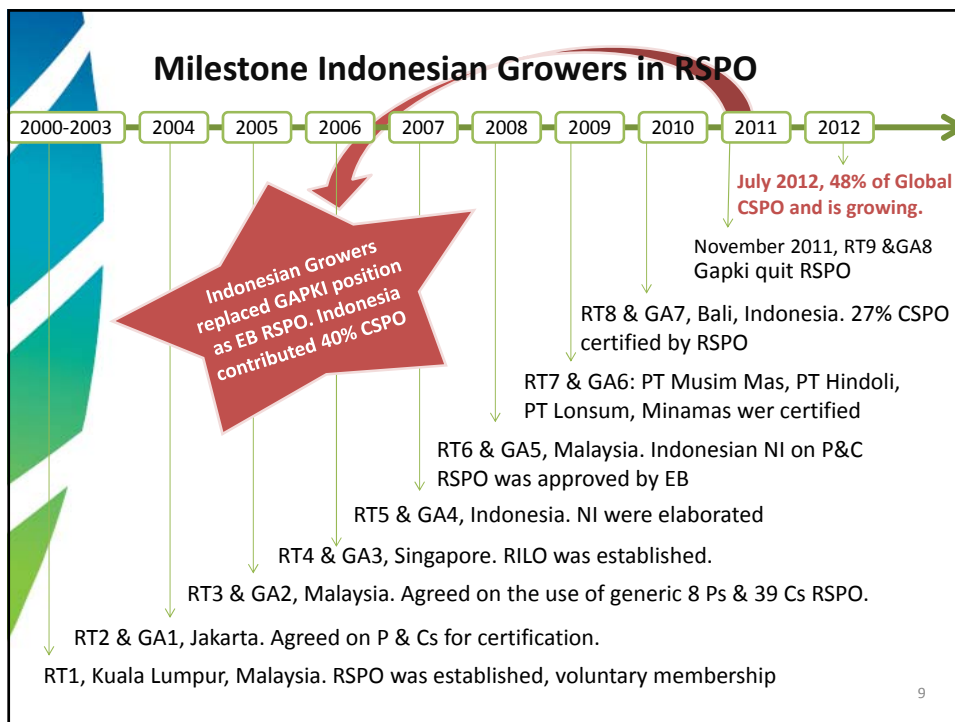 Milestone Indonesian Growers in RSPO
2000-2003
2004
2005
2006
2007
2008
2009
2010
2011
2012
July 2012, 48% of Global
CSPO and is growing.
November 2011, RT9 &GA8
Gapki quit RSPO
Indonesian Growers
replaced GAPKI position
as EB RSPO. Indonesia
contributed 40% CSPO
RT8 & GA7, Bali, Indonesia. 27% CSPO
certified by RSPO
RT7 & GA6: PT Musim Mas, PT Hindoli,
PT Lonsum, Minamas wer certified
RT6 & GA5, Malaysia. Indonesian NI on P&C
RSPO was approved by EB
RT5 & GA4, Indonesia. NI were elaborated
RT4 & GA3, Singapore. RILO was established.
RT3 & GA2, Malaysia. Agreed on the use of generic 8 Ps & 39 Cs RSPO.
RT2 & GA1, Jakarta. Agreed on P & Cs for certification.
RT1, Kuala Lumpur, Malaysia. RSPO was established, voluntary membership
9